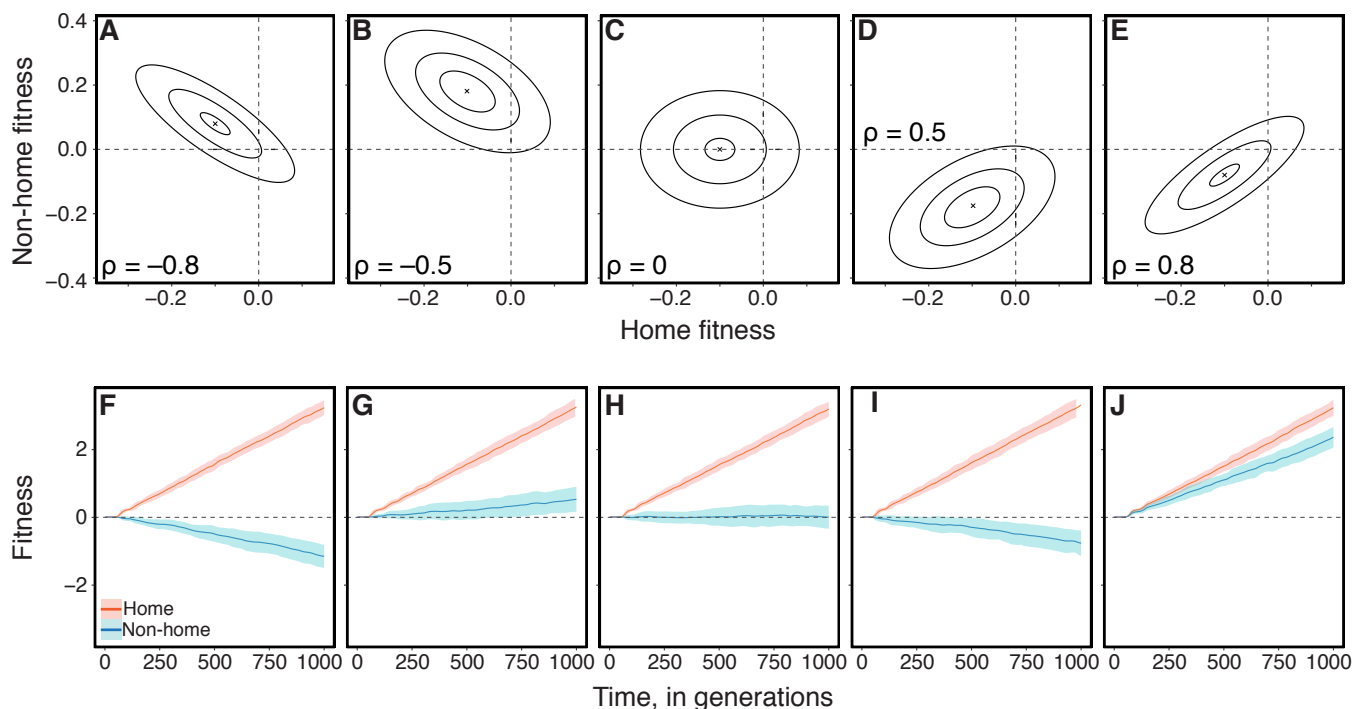 A B C D E
Non-home fitness
0.4
0.2
0.0
−0.2
−0.4
ρ = −0.8
ρ = −0.5
ρ = 0
ρ = 0.5
ρ = 0.8
−0.2 0.0 −0.2 0.0 −0.2 0.0 −0.2 0.0 −0.2 0.0
Home fitness
F G H I J
Fitness
2
0
−2
Home
Non-home
0 250 500 750 1000 0 250 500 750 1000 0 250 500 750 1000 0 250 500 750 1000 0 250 500 750 1000
Time, in generations